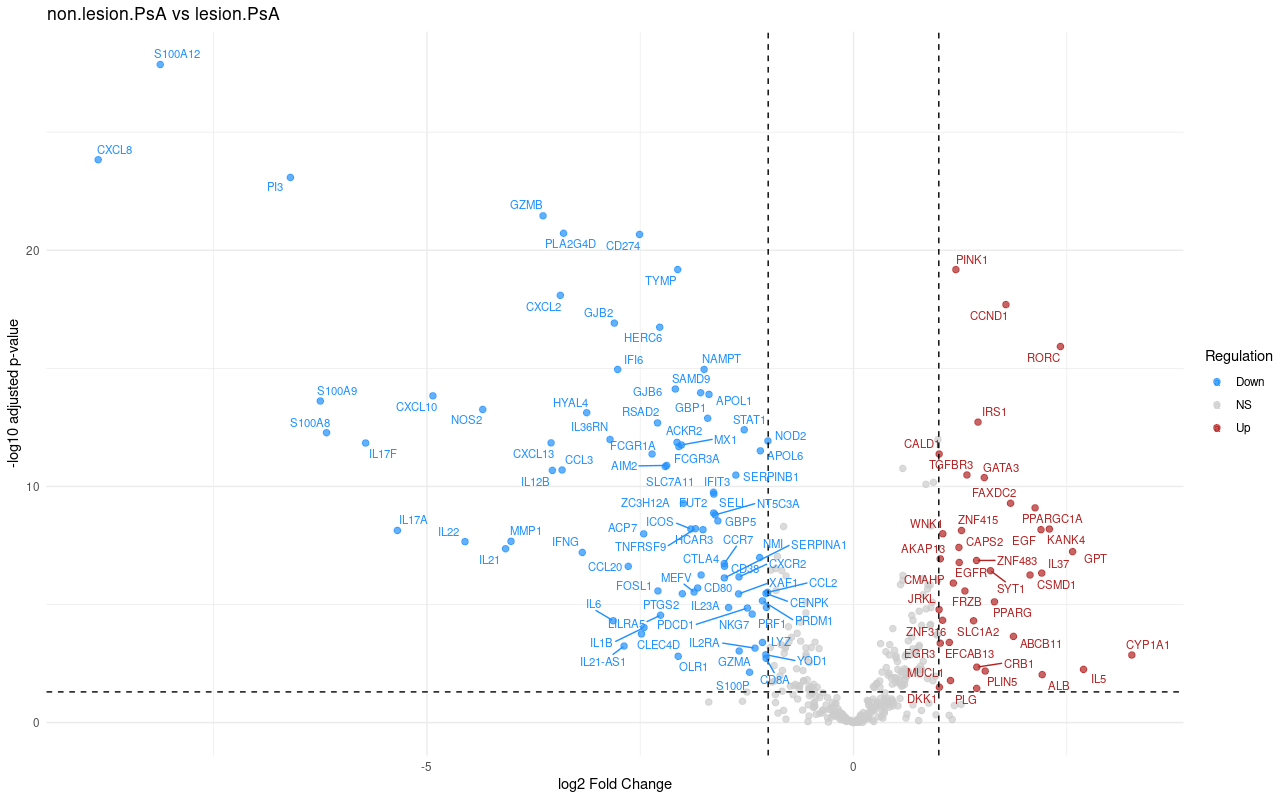 non.lesion.PsA vs lesion.PsA
S100A12
CXCL8
PI3
GZMB
PLA2G4D
CD274
TYMP
PINK1
CXCL2
CCND1
GJB2
HERC6
RORC
IFI6
NAMPT
SAMD9
S100A9
GJB6
CXCL10
HYAL4
APOL1
NOS2
RSAD2
GBP1
IRS1
S100A8
IL36RN
ACKR2
STAT1
MX1
NOD2
CALD1
IL17F
CXCL13
FCGR1A
APOL6
CCL3
AIM2
FCGR3A
TGFBR3
GATA3
IL12B
SLC7A11
IFIT3
SERPINB1
FAXDC2
ZC3H12A
FUT2
SELL
NT5C3A
IL17A
IL22
MMP1
ACP7
ICOS
GBP5
WNK1
ZNF415
PPARGC1A
IL21
IFNG
TNFRSF9
HCAR3
CCR7
NMI
SERPINA1
AKAP13
CAPS2
EGF
KANK4
CCL20
CTLA4
CD38
CXCR2
ZNF483
GPT
FOSL1
MEFV
CD80
XAF1
CCL2
CMAHP
EGFR
IL37
SYT1
CSMD1
IL6
PTGS2
IL23A
CENPK
JRKL
FRZB
PPARG
LILRA5
PDCD1
NKG7
PRF1
PRDM1
ZNF316
SLC1A2
IL1B
CLEC4D
IL2RA
LYZ
ABCB11
CYP1A1
IL21-AS1
OLR1
GZMA
YOD1
EGR3
EFCAB13
CRB1
S100P
CD8A
MUCL1
PLIN5
ALB
IL5
DKK1
PLG
20
10
0
-5
0
log2 Fold Change
-log10 adjusted p-value
Regulation
Down
NS
Up